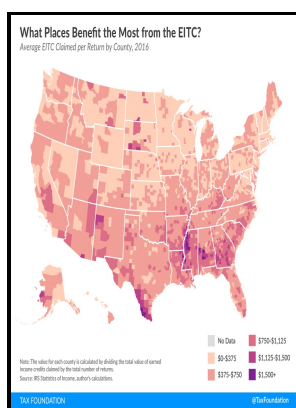 What Places Benefit the Most from the EITC?
Average EITC Claimed per Return by County, 2016
No Data
$0-$375
$375-$750
$750-$1,125
$1,125-$1,500
$1,500+
Note: The value for each county is calculated by dividing the total value of earned
income credits claimed by the total number of returns.
Source: IRS Statistics of Income, author's calculations.
TAX FOUNDATION
@TaxFoundation